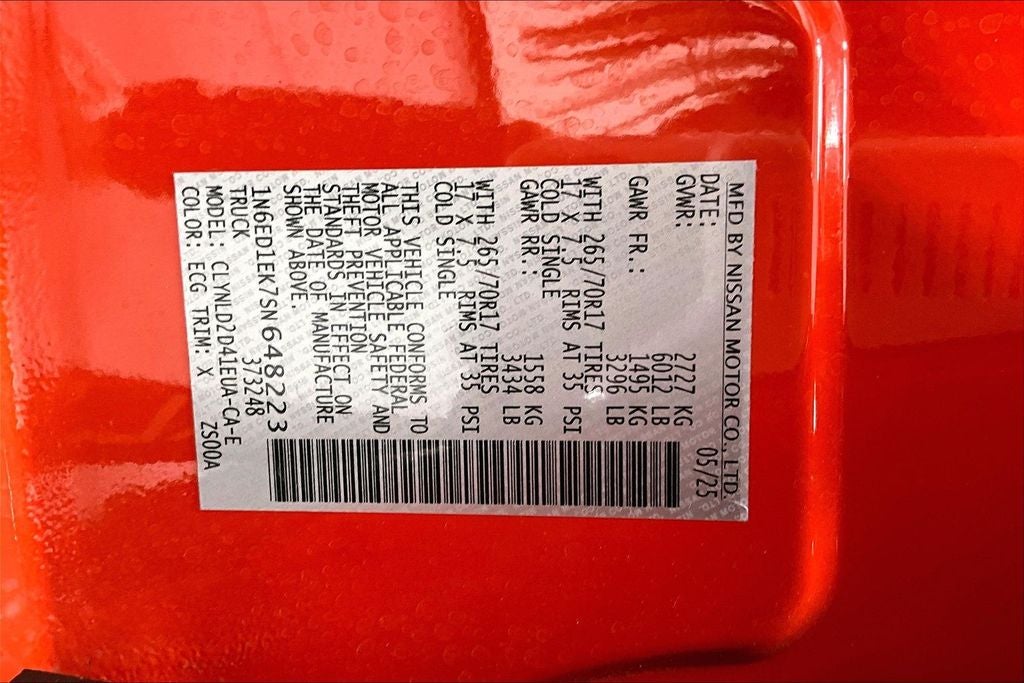 MFD BY NISSAN MOTOR CO., LTD.
DATE: 05/25
GVWR: 2727 KG
6012 LB
GAWR FR.: 1495 KG
3296 LB
WITH 265/70R17 TIRES
17 X 7.5 RIMS AT 35 PSI
COLD SINGLE
GAWR RR.: 1558 KG
3434 LB
WITH 265/70R17 TIRES
17 X 7.5 RIMS AT 35 PSI
COLD SINGLE
THIS VEHICLE CONFORMS TO
ALL APPLICABLE FEDERAL
MOTOR VEHICLE SAFETY AND
THEFT PREVENTION
STANDARDS IN EFFECT ON
THE DATE OF MANUFACTURE
SHOWN ABOVE.
1N6ED1EK7SN648223
TRUCK 373248
MODEL: CLYNLD2D41EUA-CA-E
COLOR: ECG TRIM: X ZS00A